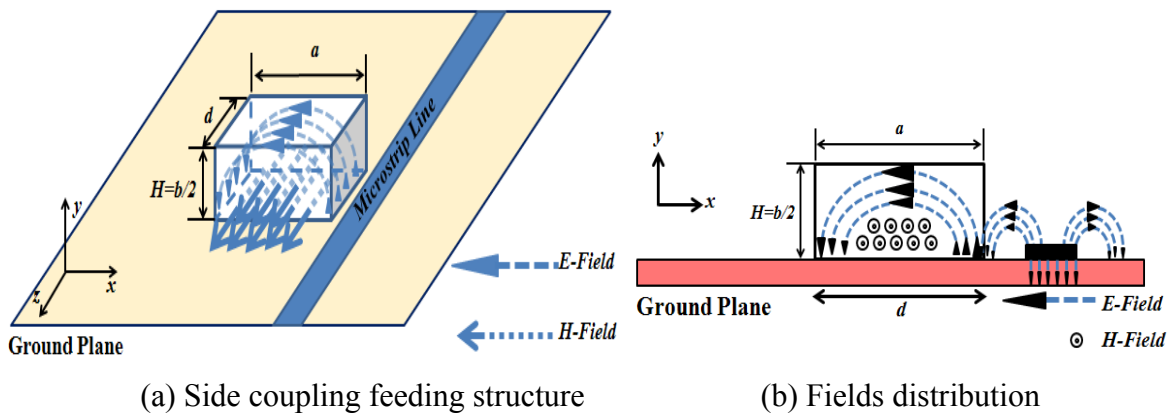 a
d
H=b/2
Microstrip Line
y
x
z
E-Field
H-Field
Ground Plane
(a) Side coupling feeding structure
y
x
a
H=b/2
Ground Plane
d
E-Field
H-Field
(b) Fields distribution